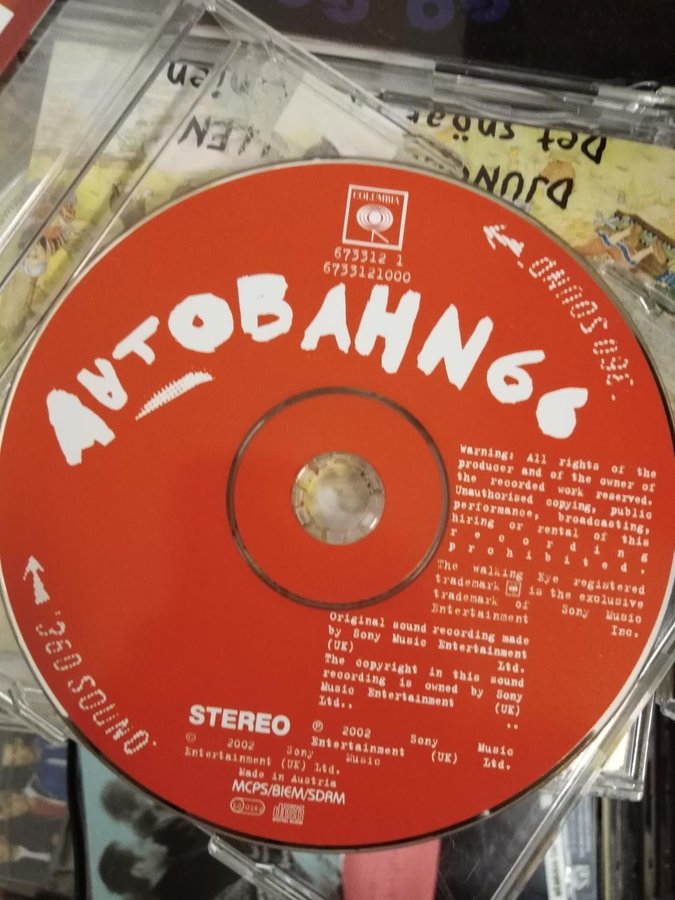 COLUMBIA
673312 1
6733121000
AUTOBAHN66
'360 SOUND'
'360 SOUND'
Warning: All rights of the
producer and of the owner of
the recorded work reserved.
Unauthorised copying, public
performance, broadcasting,
hiring or rental of this
recording
prohibited.
The Walking Eye registered
trademark is the exclusive
trademark of Sony Music
Entertainment Inc.
Original sound recording made
by Sony Music Entertainment
(UK) Ltd.
The copyright in this sound
recording is owned by Sony
Music Entertainment (UK)
Ltd..
STEREO
℗ 2002 Sony Music
Entertainment (UK) Ltd.
© 2002 Sony Music
Entertainment (UK) Ltd.
Made in Austria
MCPS/BIEM/SDRM
Det snöar